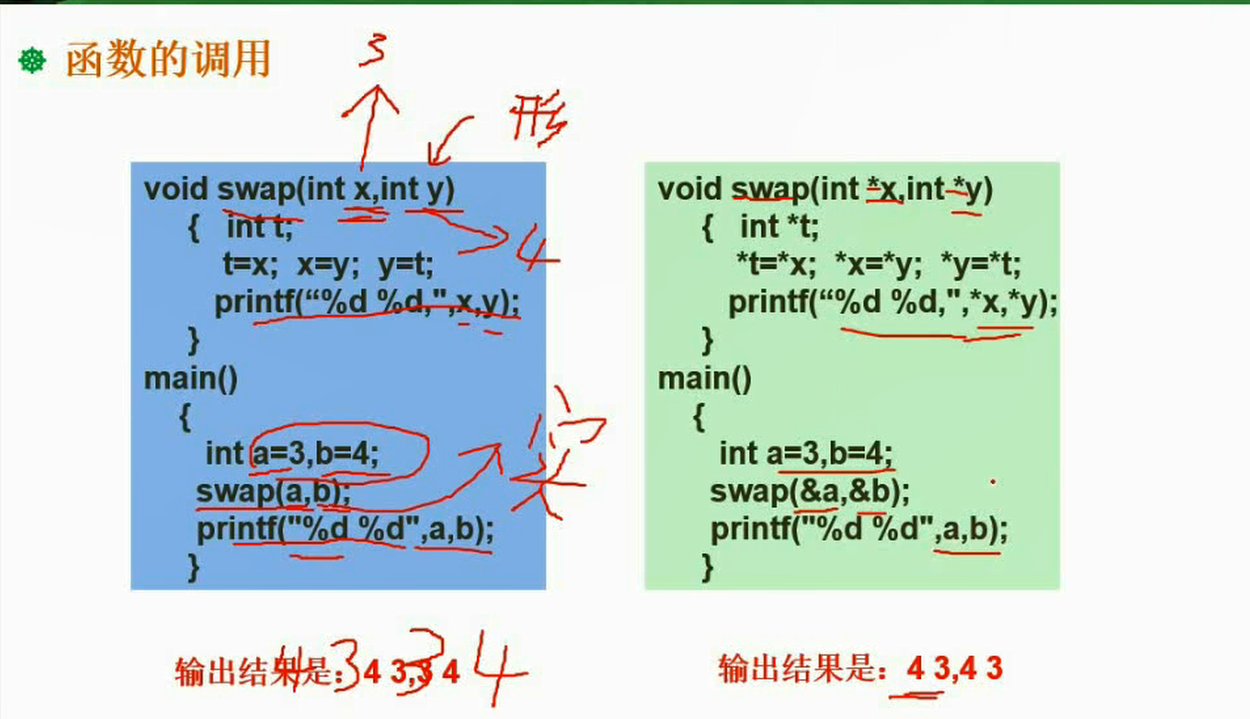 函数的调用
3
形
void swap(int x,int y)
{ int t;
4
t=x; x=y; y=t;
printf(“%d %d,",x,y);
}
main()
{
int a=3,b=4;
swap(a,b);
printf("%d %d",a,b);
}
实
输出结果是：4 3,3 4
4 3 3 4
void swap(int *x,int *y)
{ int *t;
*t=*x; *x=*y; *y=*t;
printf(“%d %d,",*x,*y);
}
main()
{
int a=3,b=4;
swap(&a,&b);
printf("%d %d",a,b);
}
输出结果是：4 3,4 3